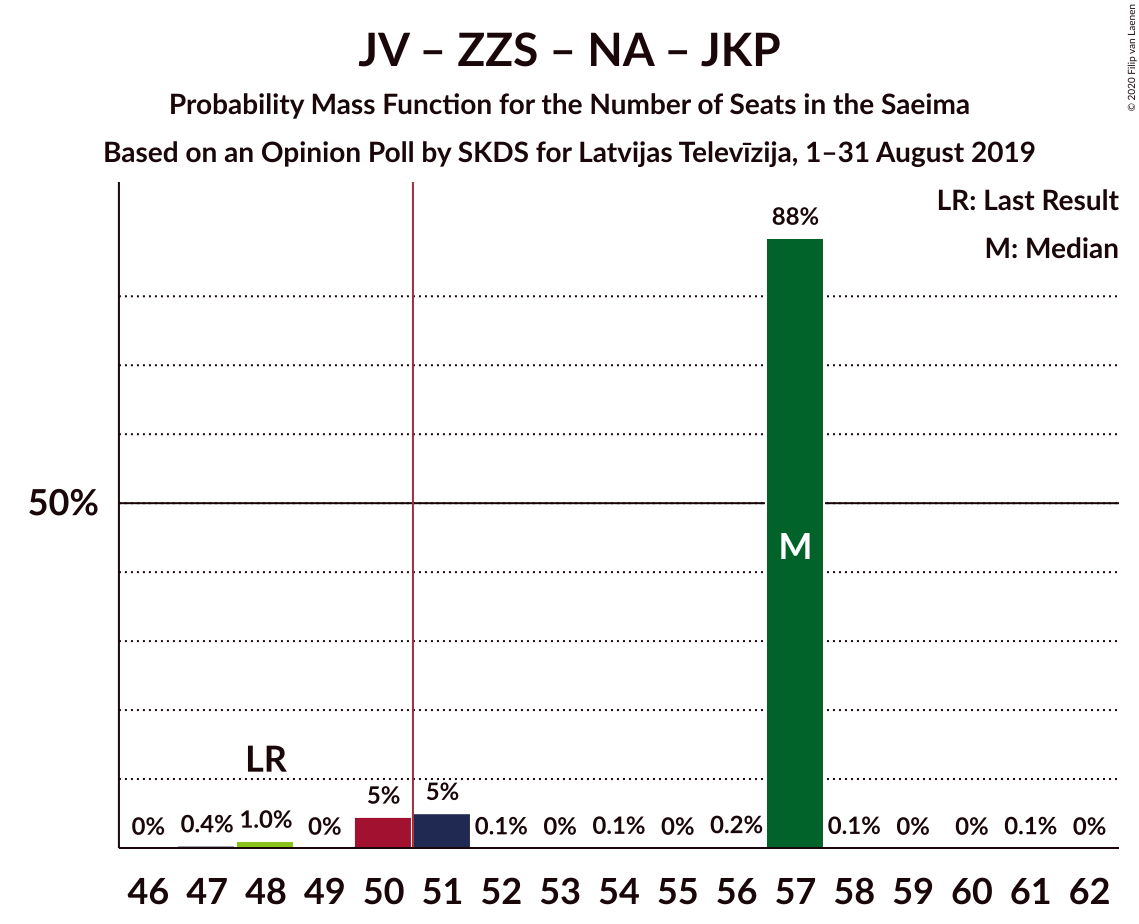 JV – ZZS – NA – JKP
Probability Mass Function for the Number of Seats in the Saeima
Based on an Opinion Poll by SKDS for Latvijas Televīzija, 1–31 August 2019
© 2020 Filip van Laenen
LR: Last Result
M: Median
50%
0% 0.4% 1.0% 0% 5% 5% 0.1% 0% 0.1% 0% 0.2% 88% 0.1% 0% 0% 0.1% 0%
LR
M
46 47 48 49 50 51 52 53 54 55 56 57 58 59 60 61 62